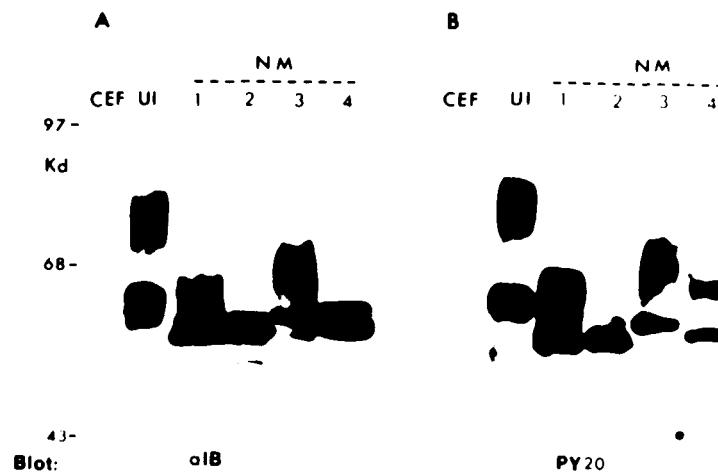 A B
NM NM
CEF UI 1 2 3 4 CEF UI 1 2 3 4
97-
Kd
68-
43-
Blot: αIB PY20